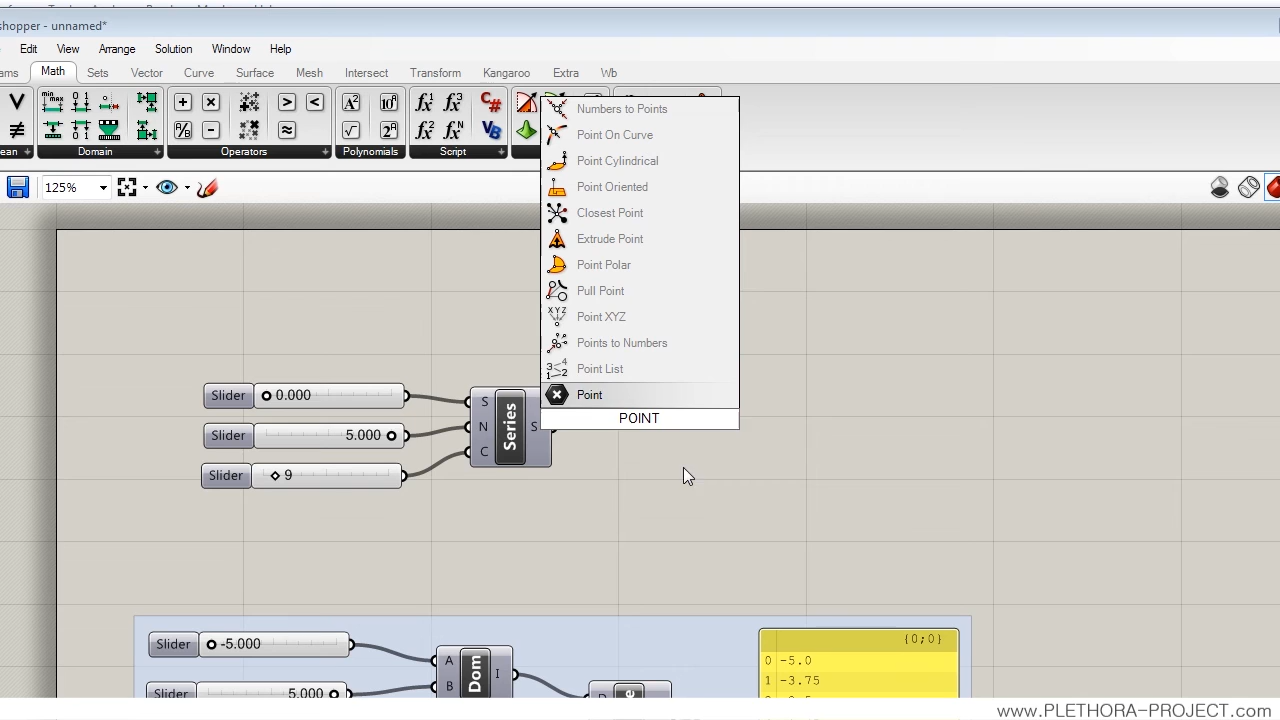 shopper - unnamed*
Edit View Arrange Solution Window Help
ams Math Sets Vector Curve Surface Mesh Intersect Transform Kangaroo Extra Wb
ean Domain Operators Polynomials Script
125%
Numbers to Points
Point On Curve
Point Cylindrical
Point Oriented
Closest Point
Extrude Point
Point Polar
Pull Point
Point XYZ
Points to Numbers
Point List
Point
POINT
Slider 0.000
Slider 5.000
Slider 9
S
N
C
Series
S
Slider -5.000
Slider 5.000
A
B
Dom
I
{0;0}
0 -5.0
1 -3.75
www.PLETHORA-PROJECT.com